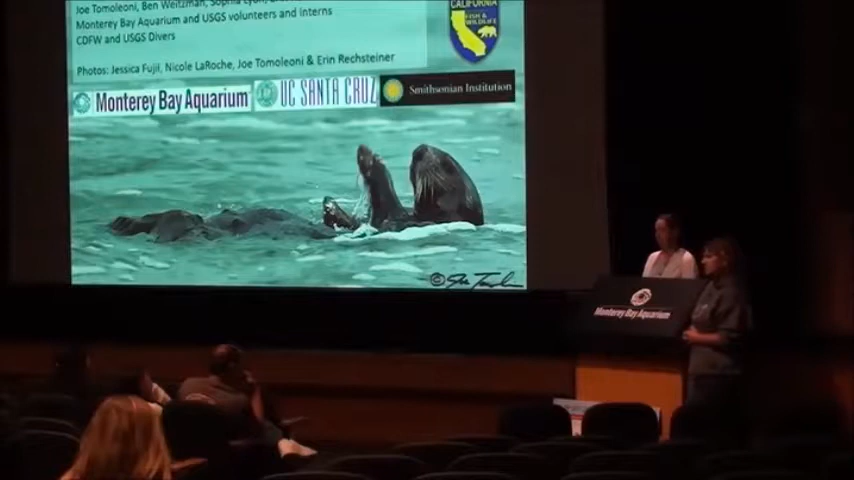 Joe Tomoleoni, Ben Weitzman, Sophia Lyon,
Monterey Bay Aquarium and USGS volunteers and Interns
CDFW and USGS Divers
Photos: Jessica Fujii, Nicole LaRoche, Joe Tomoleoni & Erin Rechsteiner
CALIFORNIA
FISH &
WILDLIFE
Monterey Bay Aquarium
UC SANTA CRUZ
Smithsonian Institution
Monterey Bay Aquarium